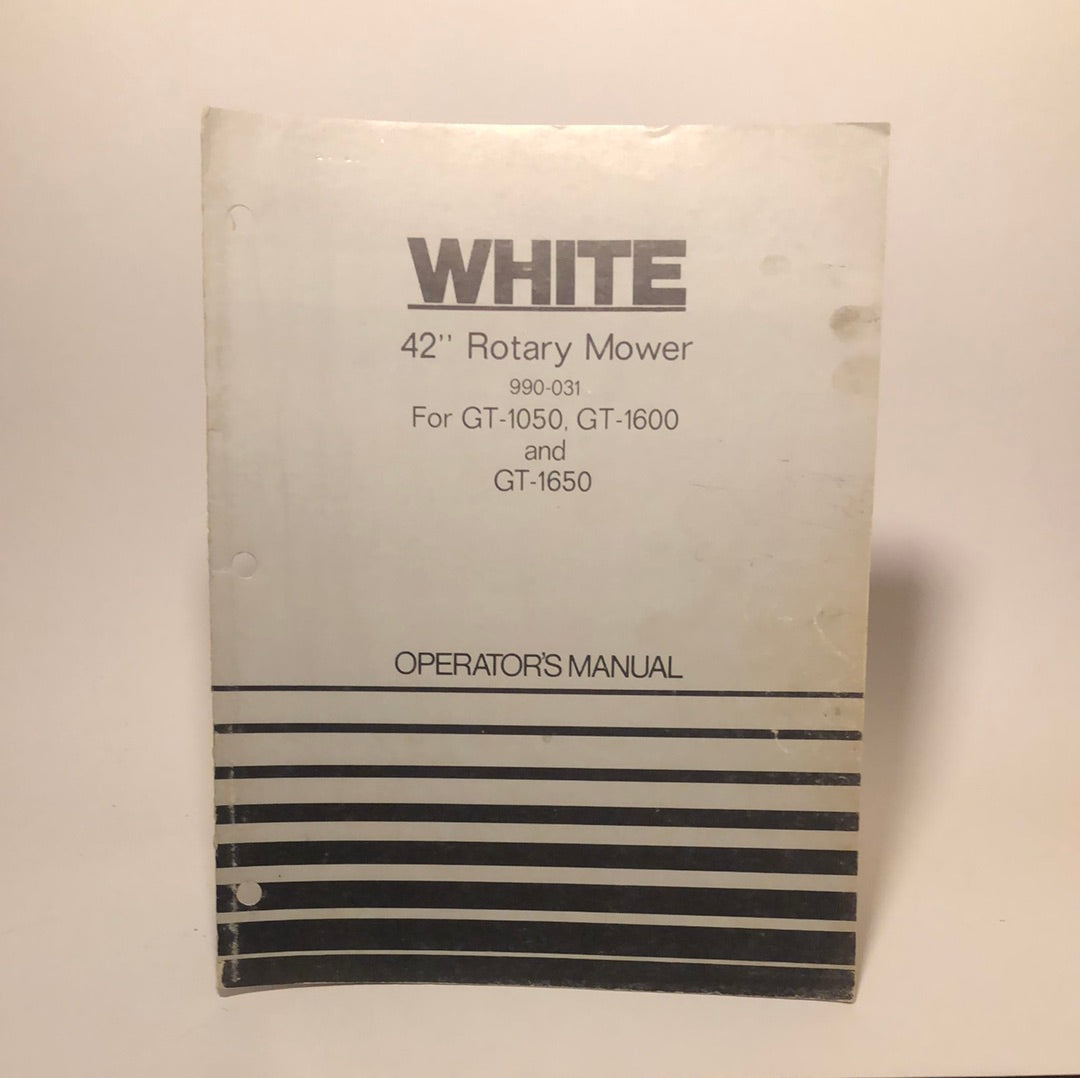 WHITE
42'' Rotary Mower
990-031
For GT-1050, GT-1600
and
GT-1650
OPERATOR'S MANUAL